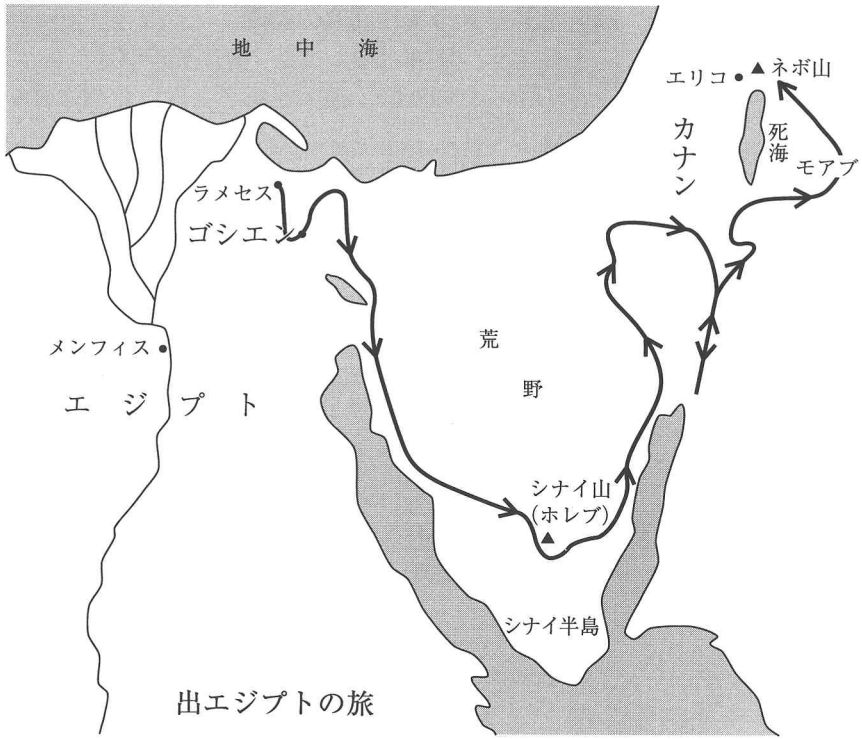 地中海
エリコ
ネボ山
カナン
死海
モアブ
ラメセス
ゴシエン
メンフィス
エジプト
荒野
シナイ山
(ホレブ)
シナイ半島
出エジプトの旅